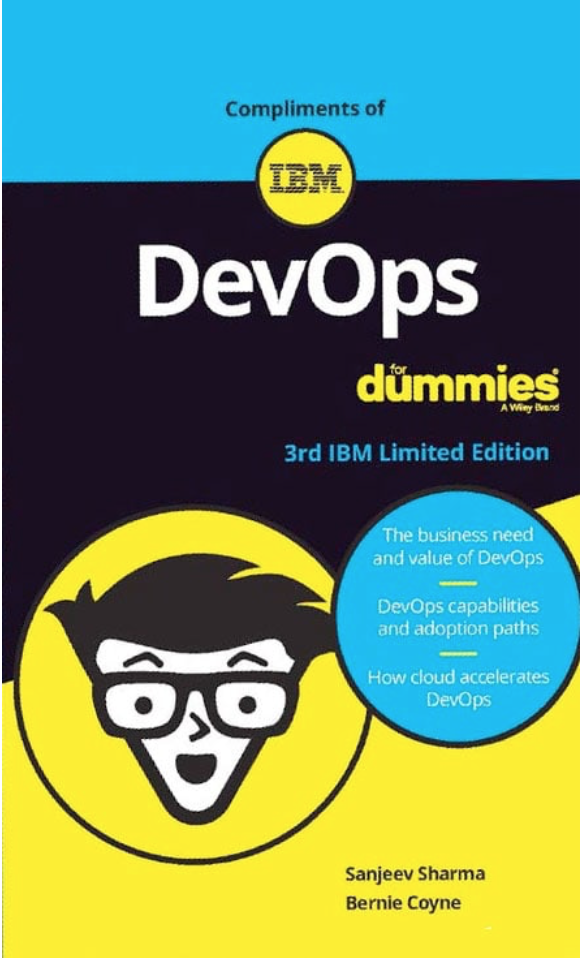 Compliments of
IBM
DevOps
for
dummies®
A Wiley Brand
3rd IBM Limited Edition
The business need
and value of DevOps
DevOps capabilities
and adoption paths
How cloud accelerates
DevOps
Sanjeev Sharma
Bernie Coyne